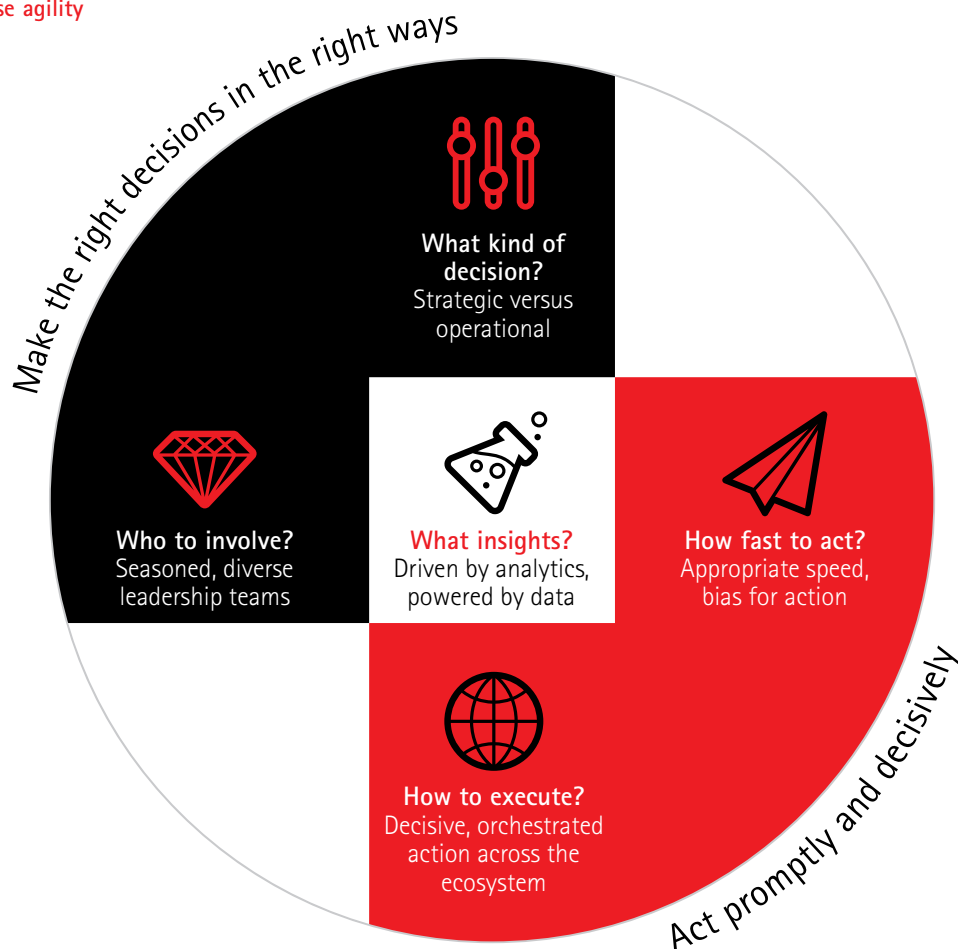 agility
Make the right decisions in the right ways
What kind of
decision?
Strategic versus
operational
Who to involve?
Seasoned, diverse
leadership teams
What insights?
Driven by analytics,
powered by data
How fast to act?
Appropriate speed,
bias for action
How to execute?
Decisive, orchestrated
action across the
ecosystem
Act promptly and decisively